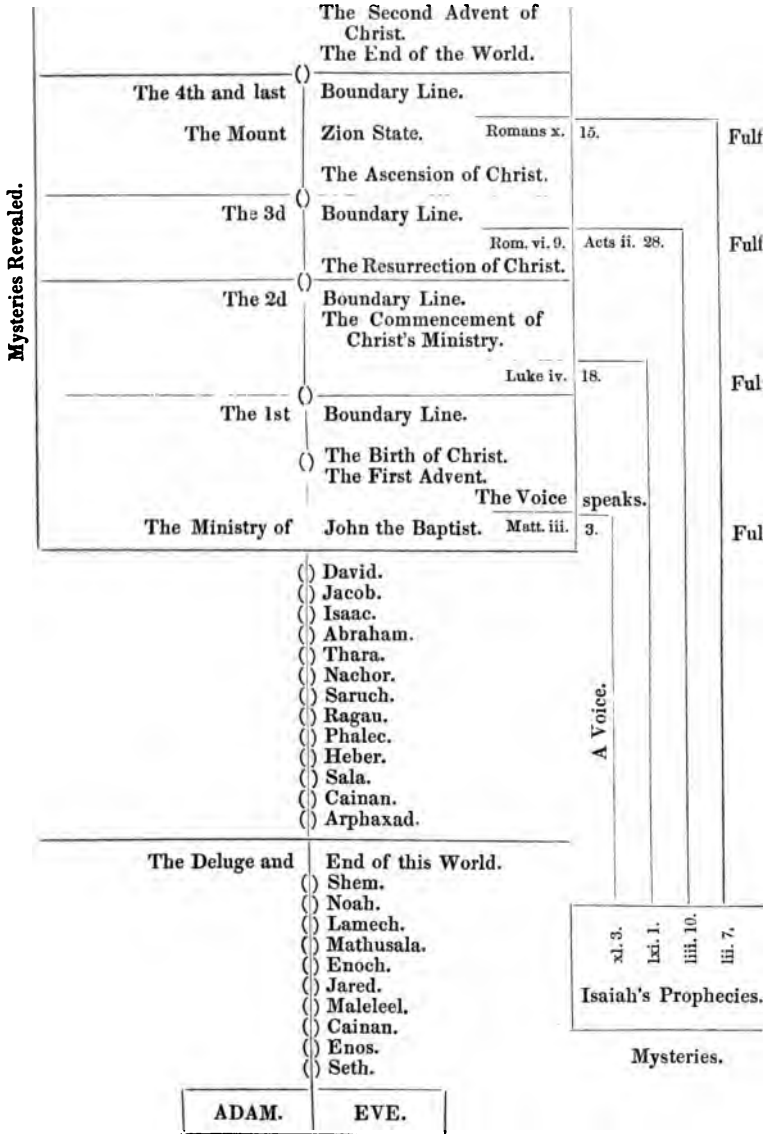 The Second Advent of
Christ.
The End of the World.
The 4th and last Boundary Line.
The Mount Zion State. Romans x. 15. Fulf
The Ascension of Christ.
The 3d Boundary Line.
Rom. vi. 9. Acts ii. 28. Fulf
The Resurrection of Christ.
The 2d Boundary Line.
The Commencement of
Christ's Ministry.
Luke iv. 18. Ful
The 1st Boundary Line.
() The Birth of Christ.
The First Advent.
The Voice speaks.
The Ministry of John the Baptist. Matt. iii. 3. Ful
Mysteries Revealed.
() David.
() Jacob.
() Isaac.
() Abraham.
() Thara.
() Nachor.
() Saruch.
() Ragau.
() Phalec.
() Heber.
() Sala.
() Cainan.
() Arphaxad.
A Voice.
The Deluge and End of this World.
() Shem.
() Noah.
() Lamech.
() Mathusala.
() Enoch.
() Jared.
() Maleleel.
() Cainan.
() Enos.
() Seth.
xl. 3.
lxi. 1.
liii. 10.
lii. 7.
Isaiah's Prophecies.
Mysteries.
ADAM. EVE.